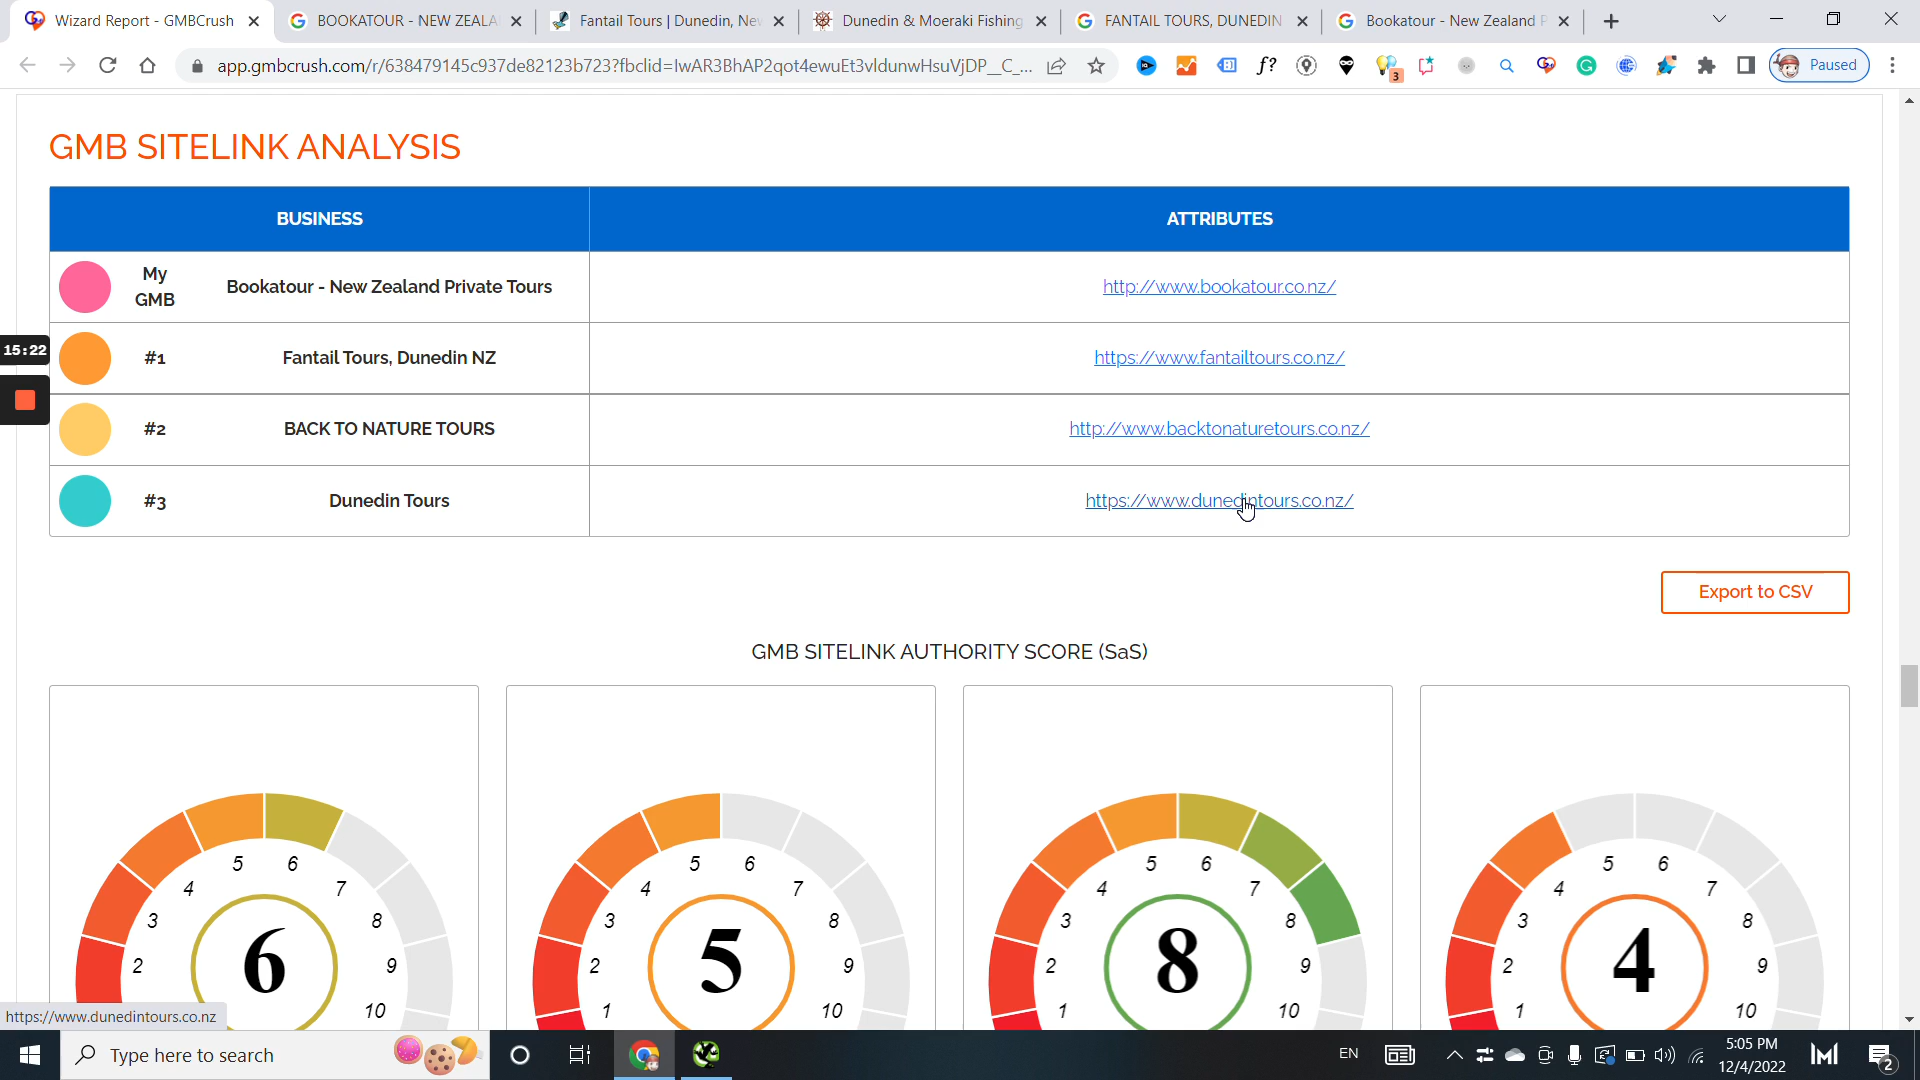 Wizard Report - GMBCrush
BOOKATOUR - NEW ZEALA
Fantail Tours | Dunedin, Ne
Dunedin & Moeraki Fishing
FANTAIL TOURS, DUNEDIN
Bookatour - New Zealand P
app.gmbcrush.com/r/638479145c937de82123b723?fbclid=IwAR3BhAP2qot4ewuEt3vldunwHsuVjDP__C_...
f?
3
Paused
GMB SITELINK ANALYSIS
BUSINESS
ATTRIBUTES
My GMB
Bookatour - New Zealand Private Tours
http://www.bookatour.co.nz/
15:22
#1
Fantail Tours, Dunedin NZ
https://www.fantailtours.co.nz/
#2
BACK TO NATURE TOURS
http://www.backtonaturetours.co.nz/
#3
Dunedin Tours
https://www.dunedintours.co.nz/
Export to CSV
GMB SITELINK AUTHORITY SCORE (SaS)
2 3 4 5 6 7 8 9 10
6
1 2 3 4 5 6 7 8 9 10
5
1 2 3 4 5 6 7 8 9 10
8
1 2 3 4 5 6 7 8 9 10
4
https://www.dunedintours.co.nz
Type here to search
EN
5:05 PM
12/4/2022
2